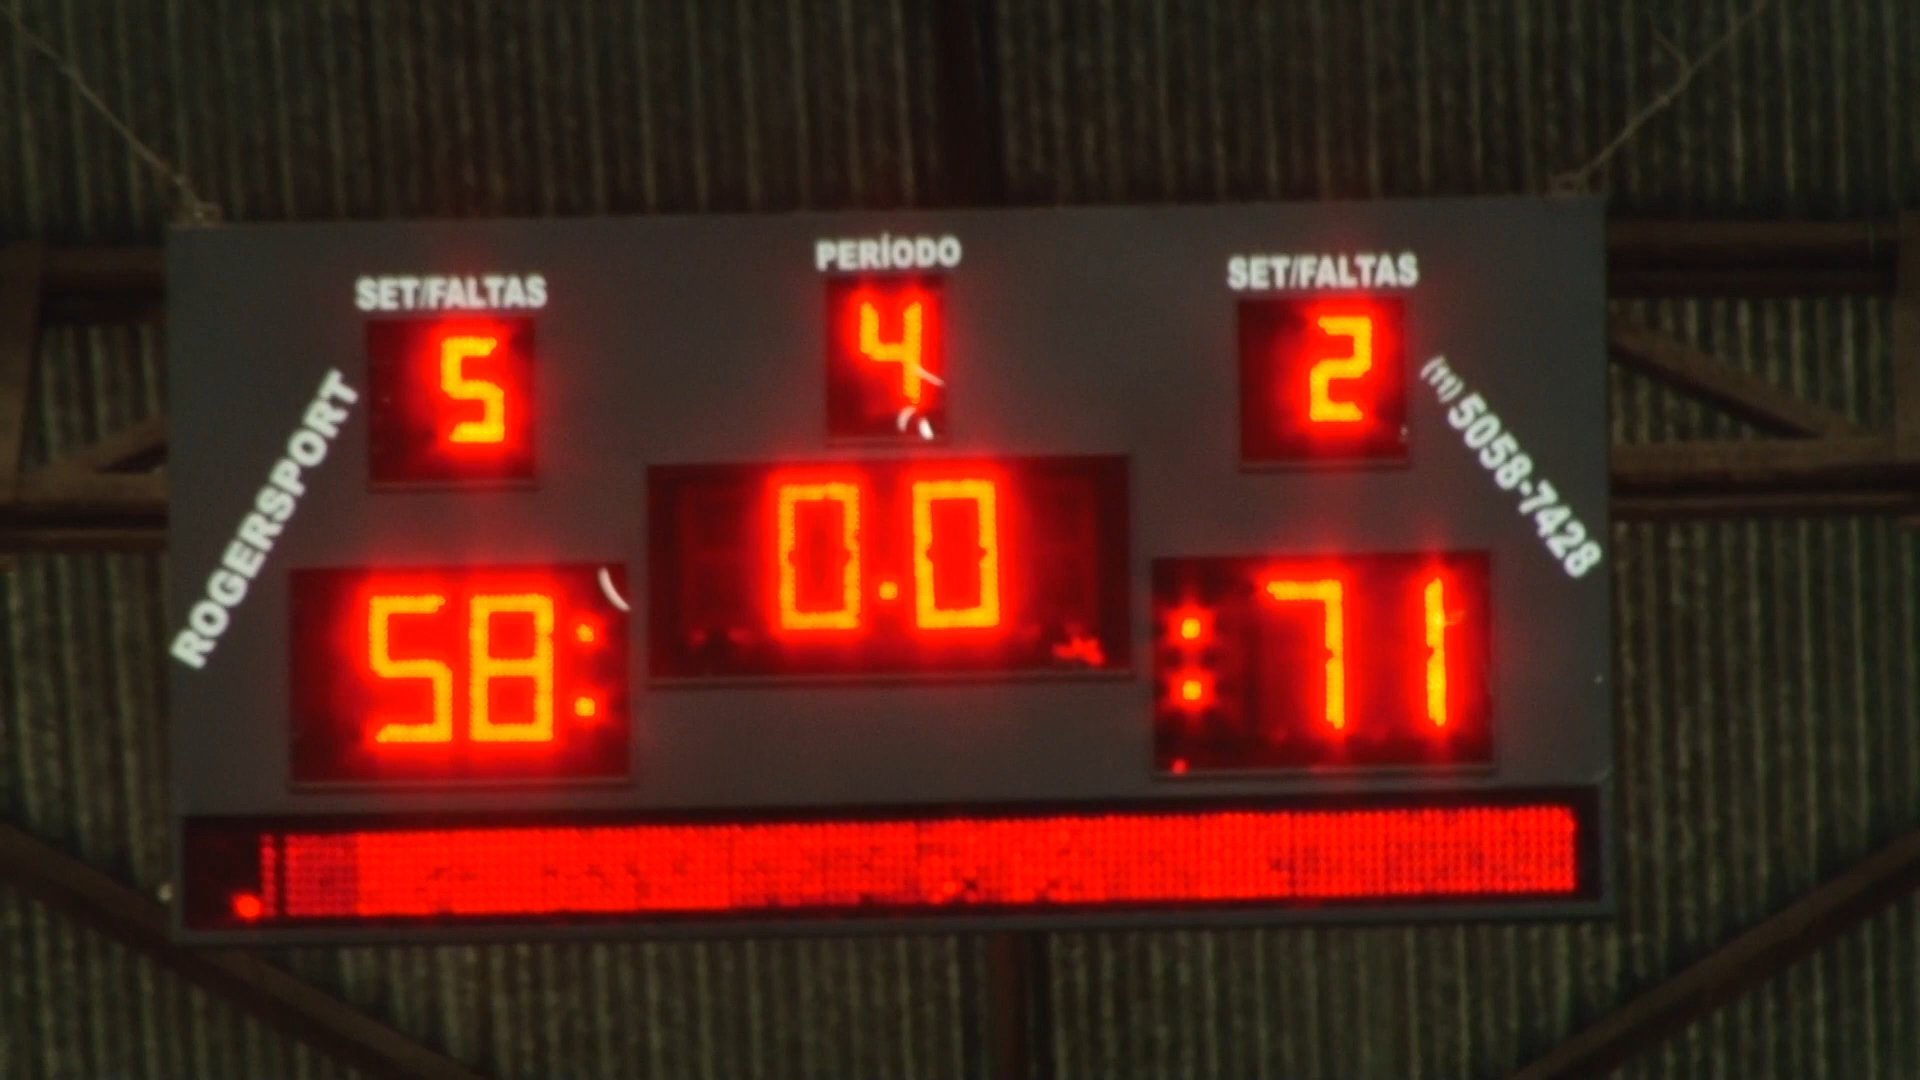 PERÍODO
SET/FALTAS
SET/FALTAS
5
4
2
ROGERSPORT
(11) 5058-7428
0.0
58:
:71